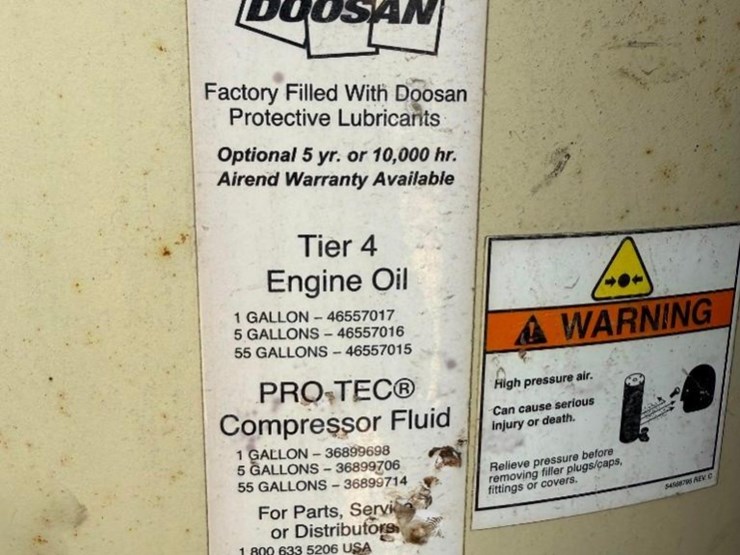 DOOSAN
Factory Filled With Doosan
Protective Lubricants
Optional 5 yr. or 10,000 hr.
Airend Warranty Available
Tier 4
Engine Oil
1 GALLON – 46557017
5 GALLONS – 46557016
55 GALLONS – 46557015
PRO-TEC®
Compressor Fluid
1 GALLON – 36899698
5 GALLONS – 36899706
55 GALLONS – 36899714
For Parts, Service
or Distributors
1 800 633 5206 USA
WARNING
High pressure air.
Can cause serious
injury or death.
Relieve pressure before
removing filler plugs/caps,
fittings or covers.
REV C